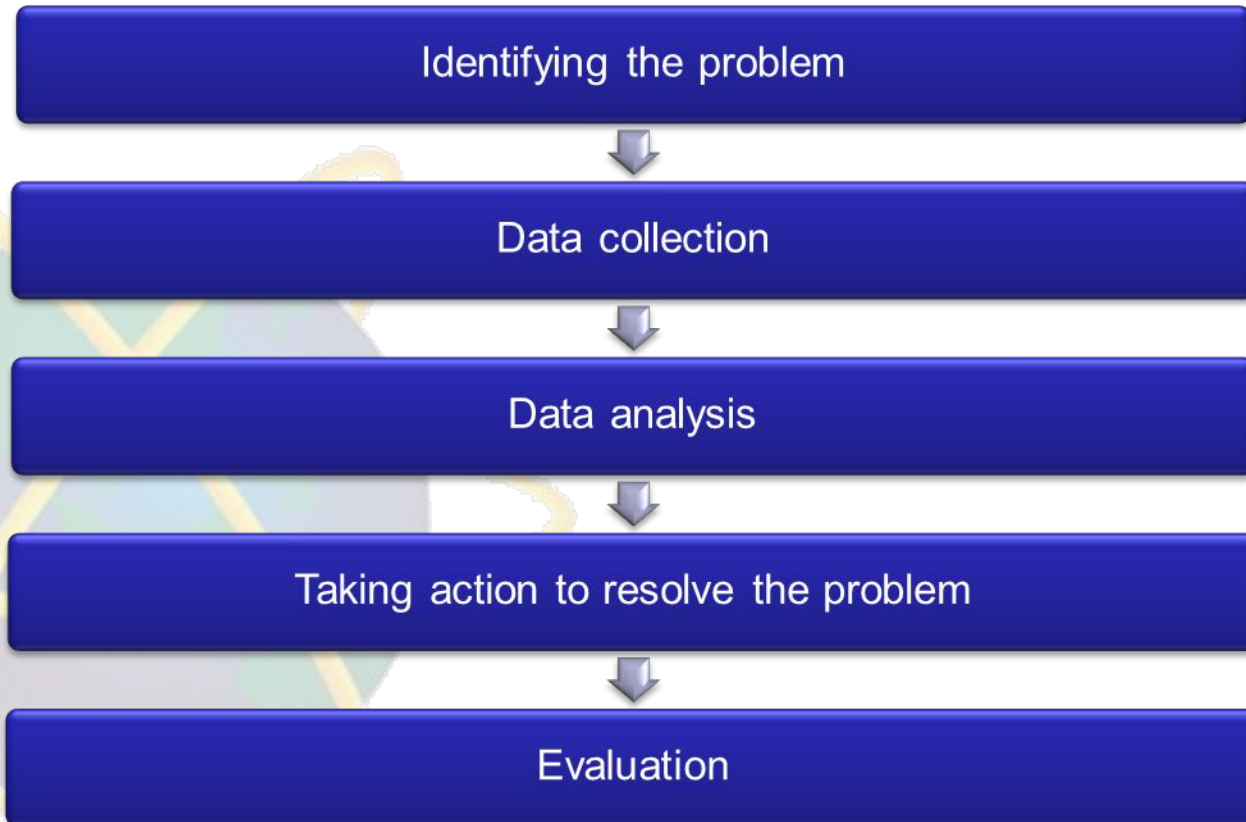 Identifying the problem
Data collection
Data analysis
Taking action to resolve the problem
Evaluation